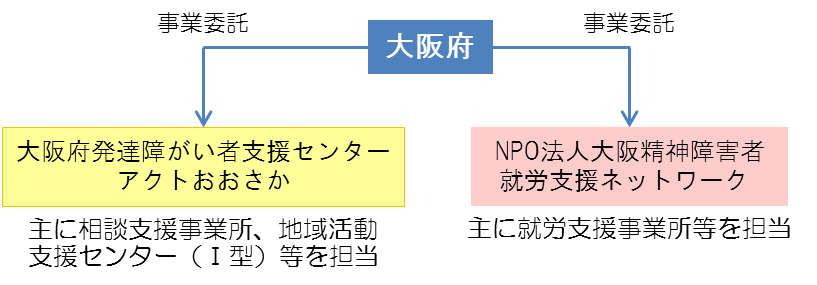 事業委託
事業委託
大阪府
大阪府発達障がい者支援センター
アクトおおさか
NPO法人大阪精神障害者
就労支援ネットワーク
主に相談支援事業所、地域活動
支援センター（Ⅰ型）等を担当
主に就労支援事業所等を担当